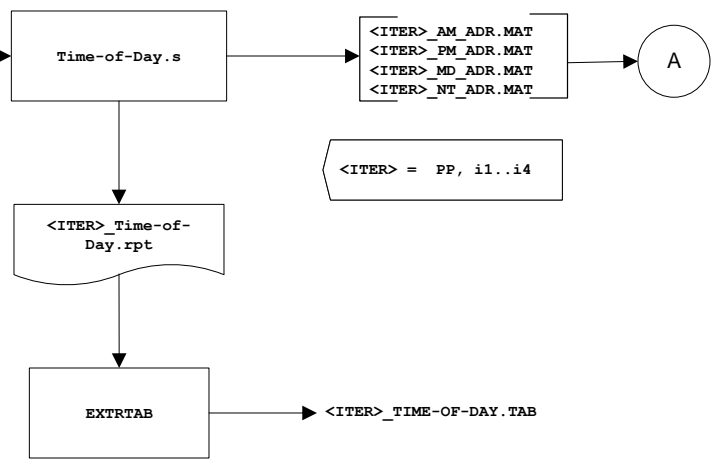 Time-of-Day.s
<ITER>_AM_ADR.MAT
<ITER>_PM_ADR.MAT
<ITER>_MD_ADR.MAT
<ITER>_NT_ADR.MAT
A
<ITER> = PP, i1..i4
<ITER>_Time-of-
Day.rpt
EXTRTAB
<ITER>_TIME-OF-DAY.TAB